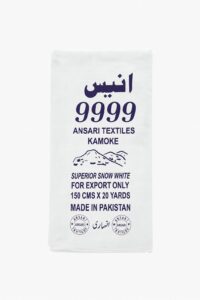 انیس
9999
ANSARI TEXTILES
KAMOKE
SUPERIOR SNOW WHITE
FOR EXPORT ONLY
150 CMS X 20 YARDS
MADE IN PAKISTAN
انصاری